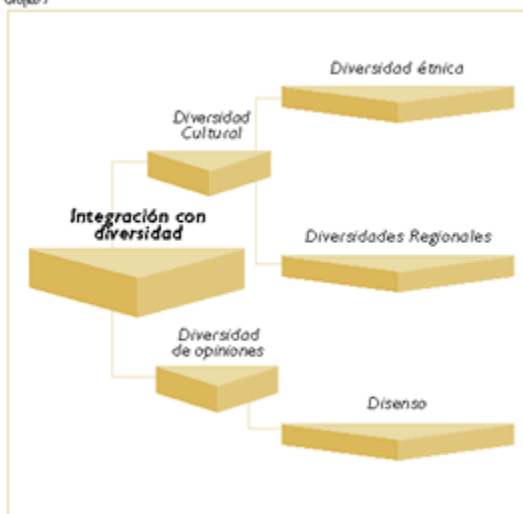 Diversidad étnica
Diversidad
Cultural
Integración con
diversidad
Diversidades Regionales
Diversidad
de opiniones
Disenso